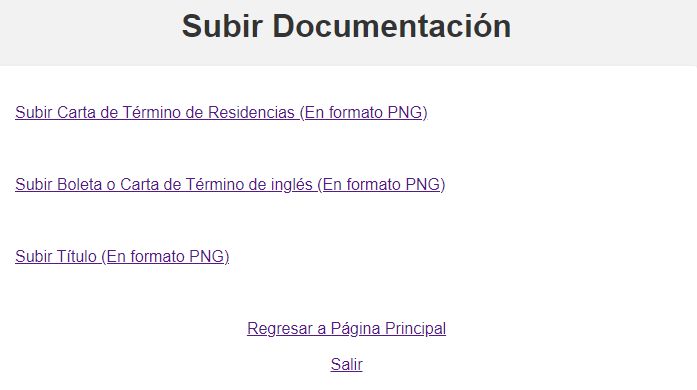 Subir Documentación
Subir Carta de Término de Residencias (En formato PNG)
Subir Boleta o Carta de Término de inglés (En formato PNG)
Subir Título (En formato PNG)
Regresar a Página Principal
Salir